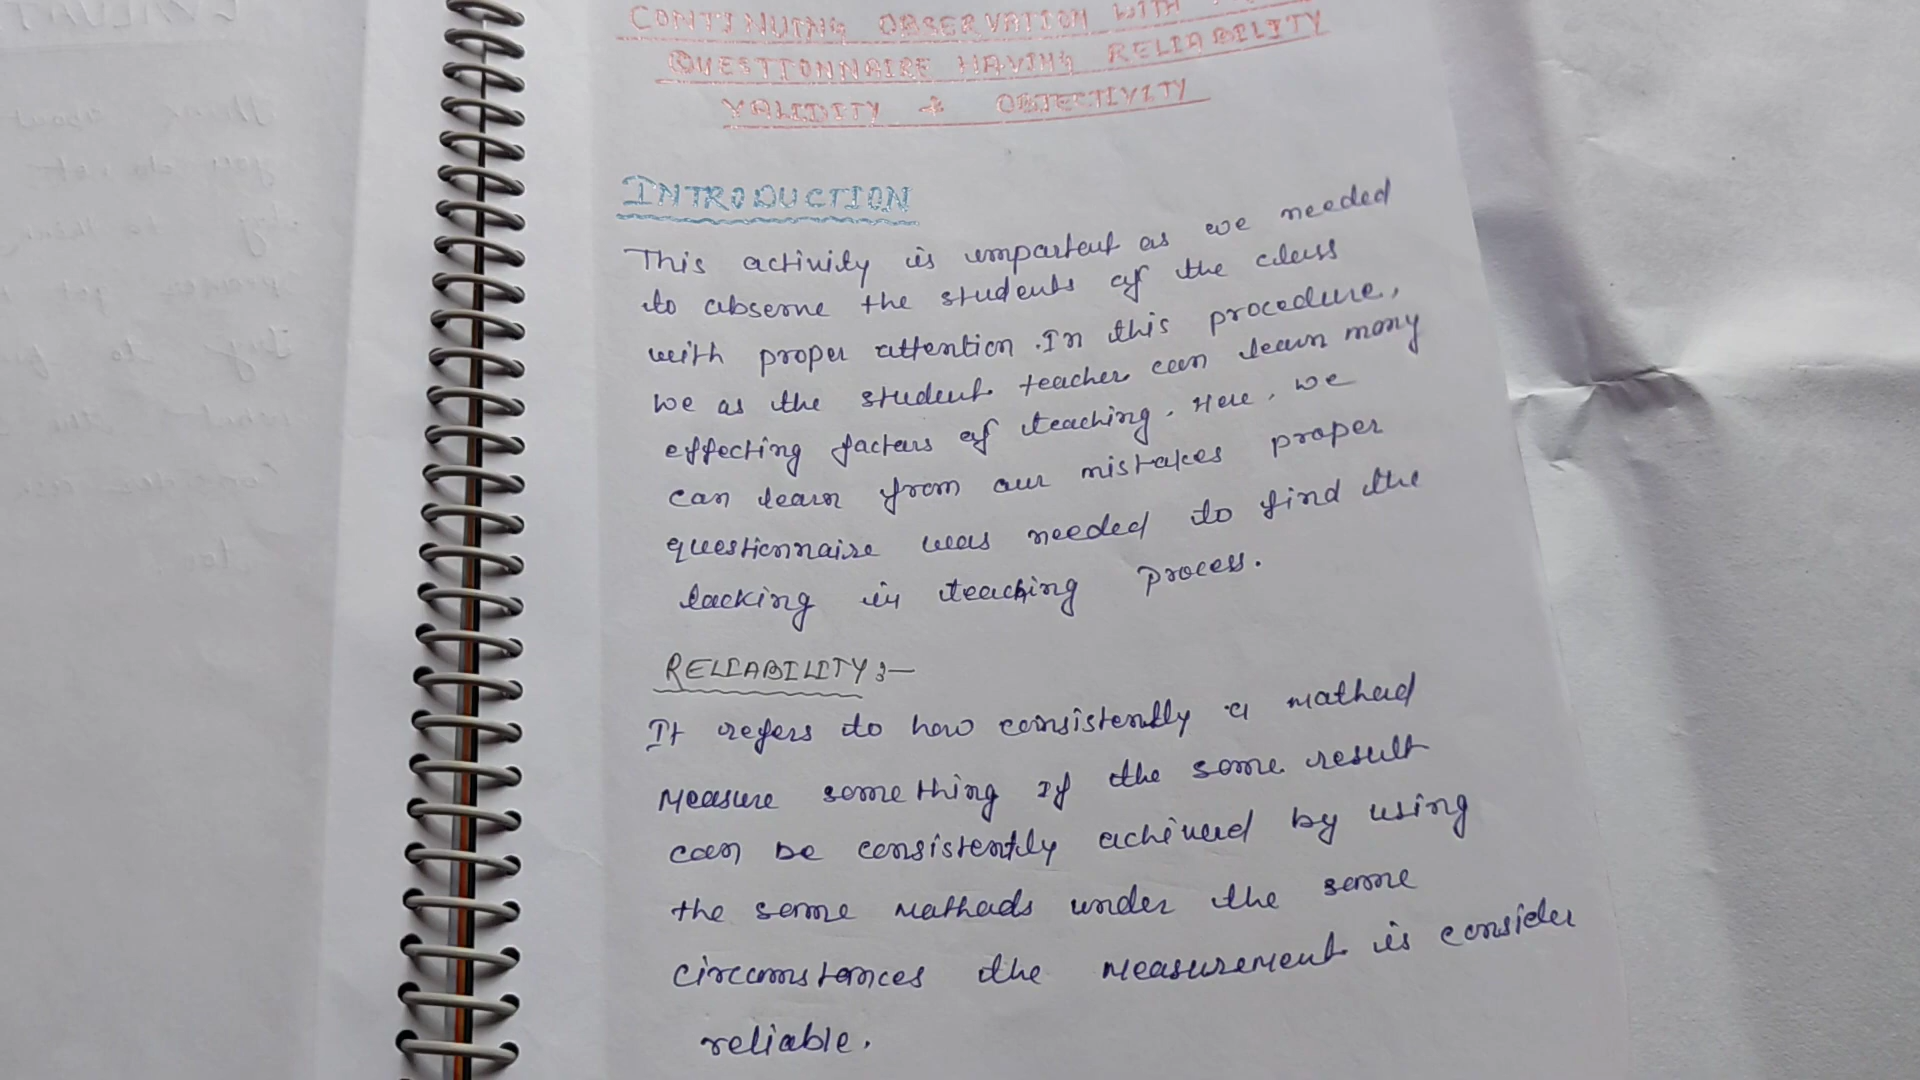 CONTINUING OBSERVATION WITH
QUESTIONNAIRE HAVING RELIABILITY
VALIDITY & OBJECTIVITY
INTRODUCTION
This activity is important as we needed
to observe the students of the class
with proper attention. In this procedure,
we as the student teacher can learn many
effecting factors of teaching. Here, we
can learn from our mistakes proper
questionnaire was needed to find the
lacking in teaching process.
RELIABILITY :-
It refers to how consistently a mathod
measure something If the same result
can be consistently achived by using
the same mathods under the same
circumstances the measurement is consider
reliable.